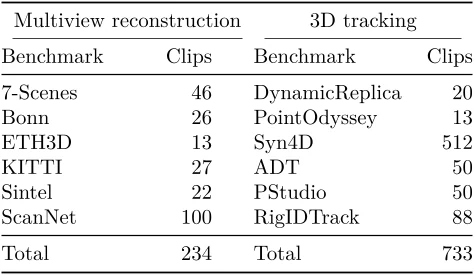 Multiview reconstruction 3D tracking
Benchmark Clips Benchmark Clips
7-Scenes 46 DynamicReplica 20
Bonn 26 PointOdyssey 13
ETH3D 13 Syn4D 512
KITTI 27 ADT 50
Sintel 22 PStudio 50
ScanNet 100 RigIDTrack 88
Total 234 Total 733